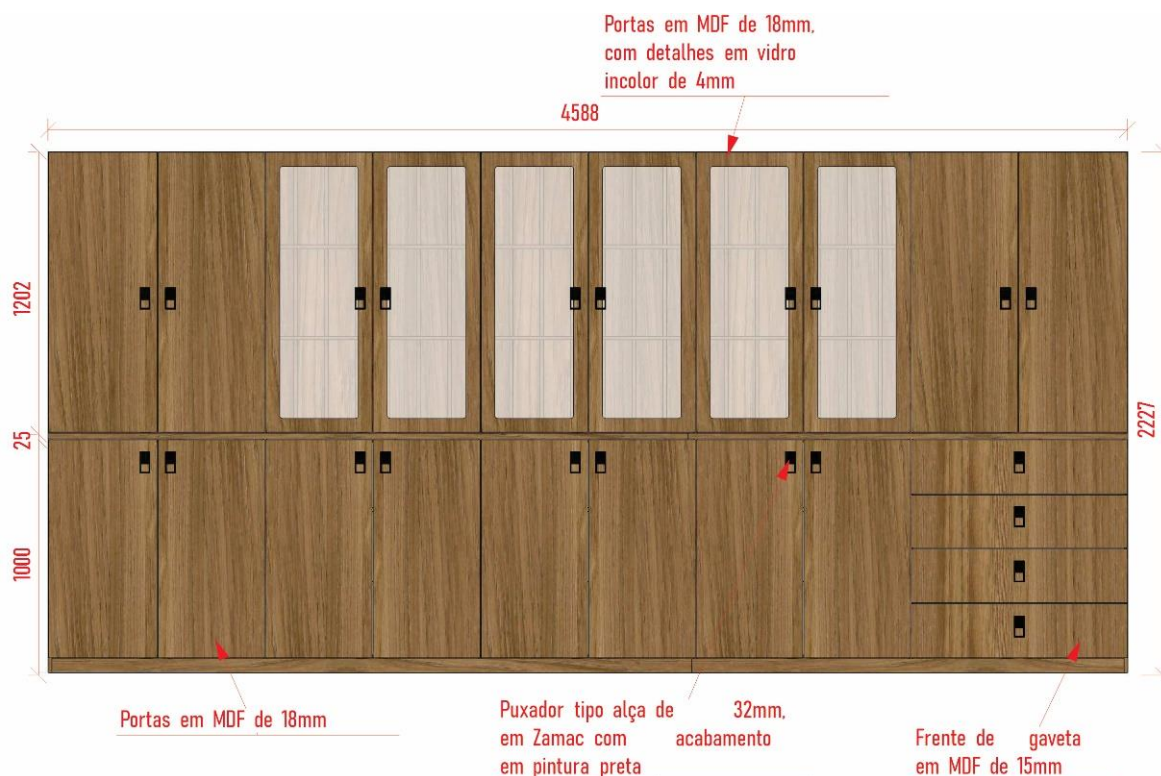 Portas em MDF de 18mm,
com detalhes em vidro
incolor de 4mm
4588
1202
25
1000
2227
Portas em MDF de 18mm
Puxador tipo alça de 32mm,
em Zamac com acabamento
em pintura preta
Frente de gaveta
em MDF de 15mm